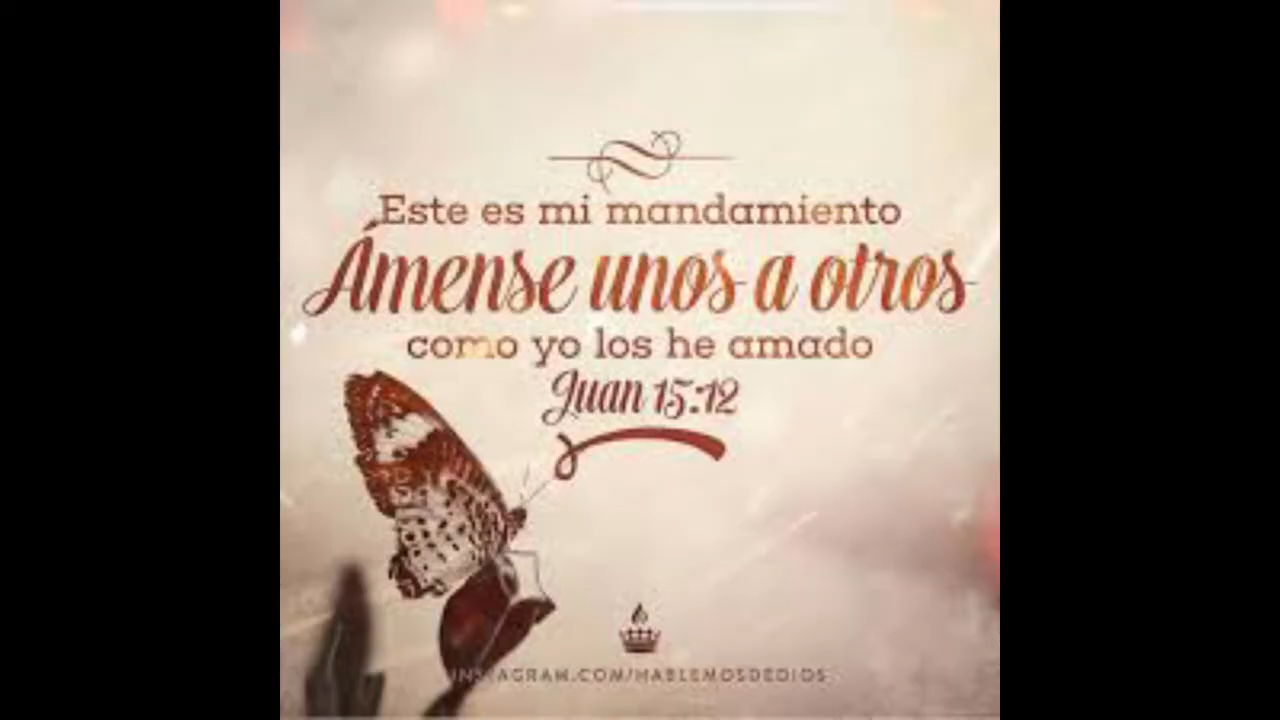 Este es mi mandamiento
Ámense unos a otros
como yo los he amado
Juan 15:12
INSTAGRAM.COM/HABLEMOSDEDIOS